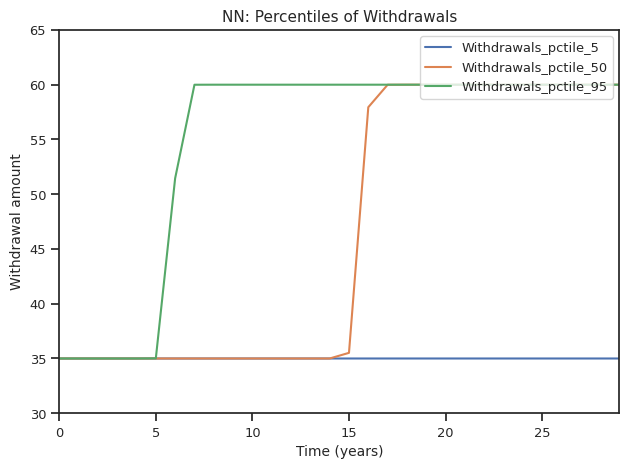 NN: Percentiles of Withdrawals
65
60
55
50
45
40
35
30
Withdrawal amount
Withdrawals_pctile_5
Withdrawals_pctile_50
Withdrawals_pctile_95
0 5 10 15 20 25
Time (years)